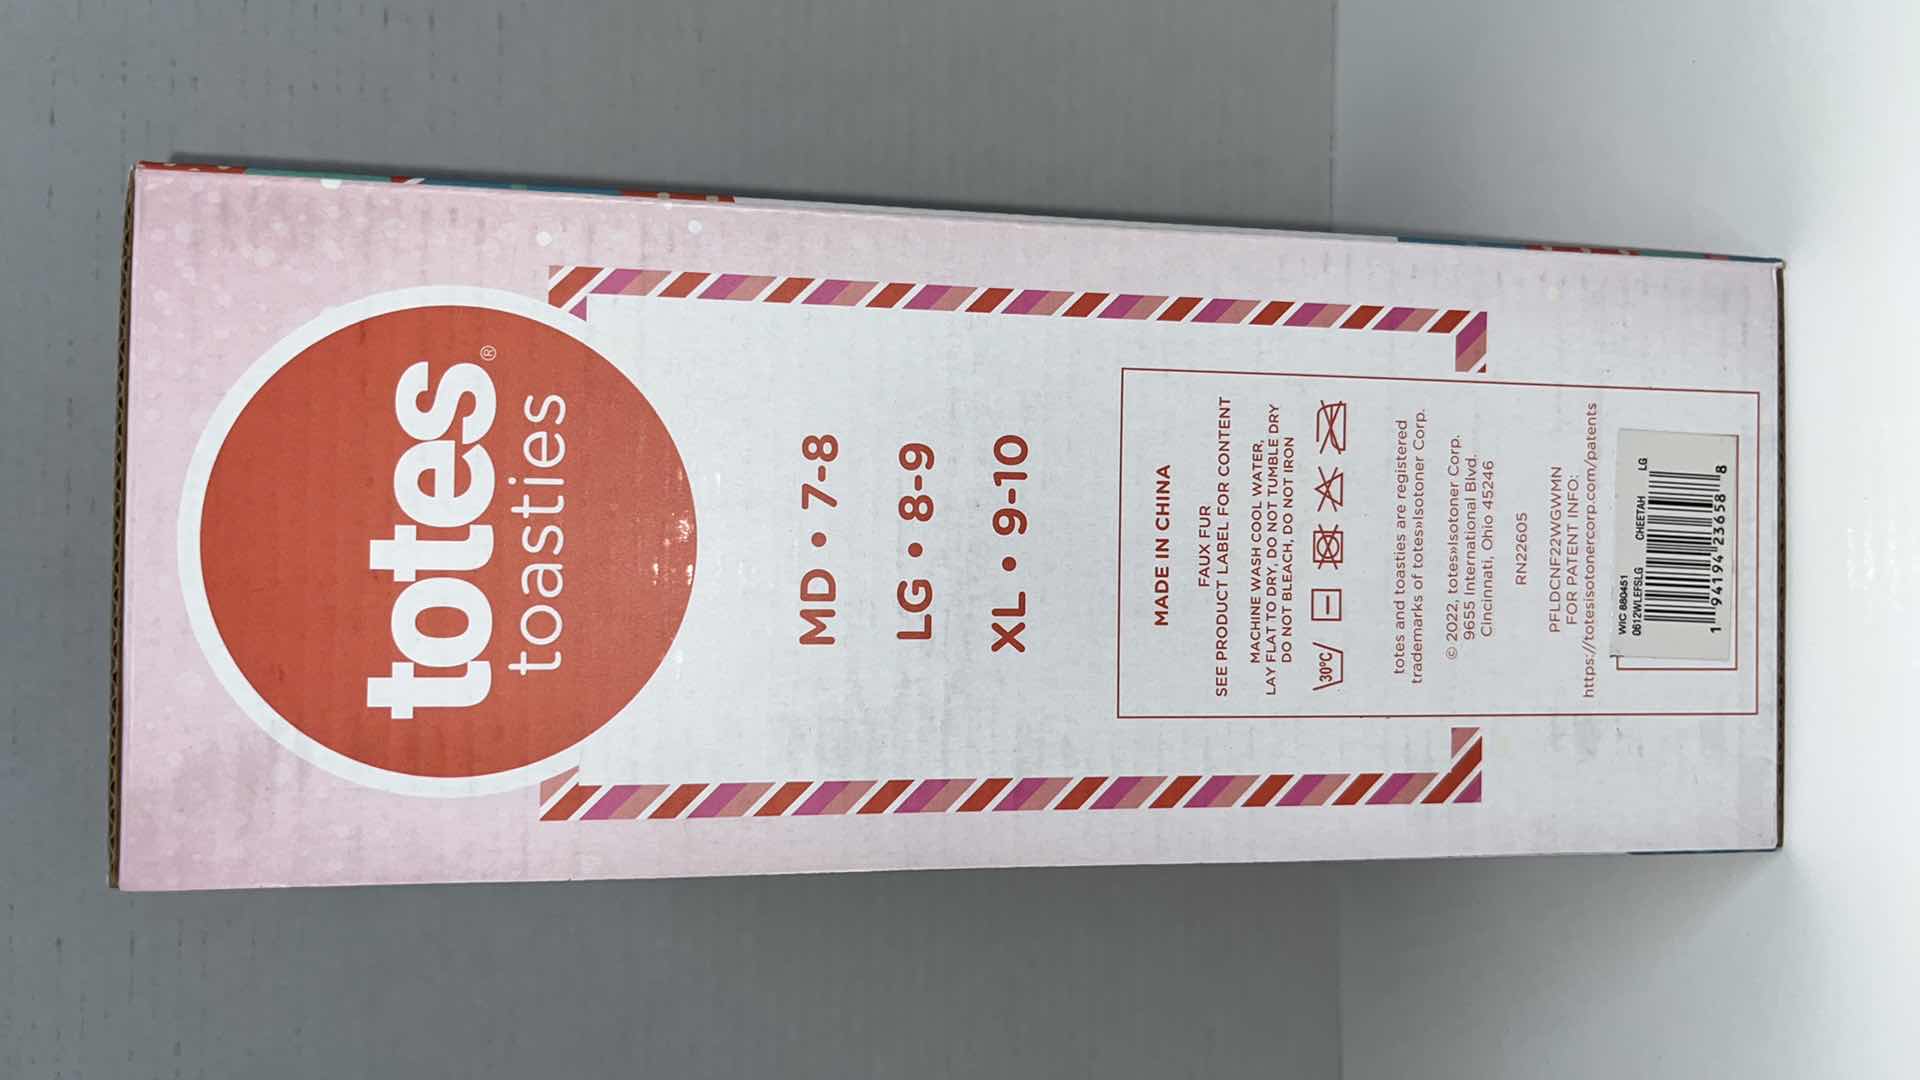 totes®
toasties
MD • 7-8
LG • 8-9
XL • 9-10
MADE IN CHINA
FAUX FUR
SEE PRODUCT LABEL FOR CONTENT
MACHINE WASH COOL WATER,
LAY FLAT TO DRY, DO NOT TUMBLE DRY
DO NOT BLEACH, DO NOT IRON
30°C
totes and toasties are registered
trademarks of totes»Isotoner Corp.
© 2022, totes»Isotoner Corp.
9655 International Blvd.
Cincinnati, Ohio 45246
RN22605
PFLDCNF22WGWMN
FOR PATENT INFO:
https://totesisotonercorp.com/patents
WIC 880451
0612WLEFSLG CHEETAH LG
1 94194 23658 8